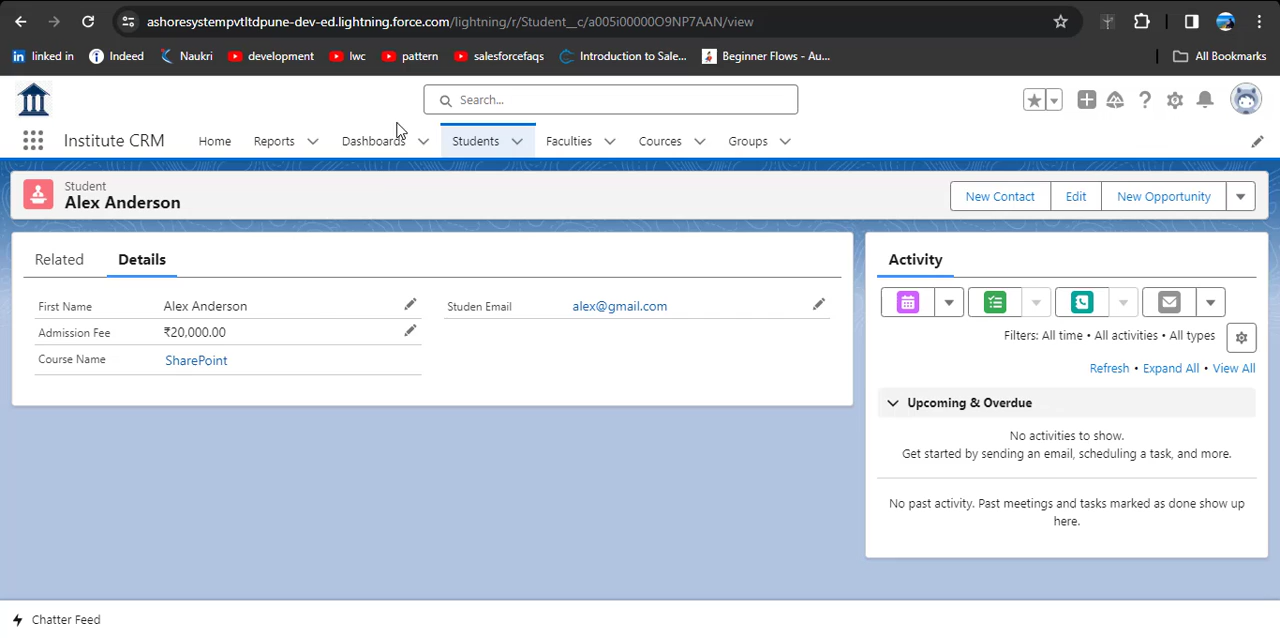 ashoresystempvtltdpune-dev-ed.lightning.force.com/lightning/r/Student__c/a005i00000O9NP7AAN/view
linked in Indeed Naukri development lwc pattern salesforcefaqs Introduction to Sale... Beginner Flows - Au... All Bookmarks
Search...
Institute CRM Home Reports Dashboards Students Faculties Cources Groups
Student
Alex Anderson
New Contact Edit New Opportunity
Related Details
First Name Alex Anderson Studen Email alex@gmail.com
Admission Fee ₹20,000.00
Course Name SharePoint
Activity
Filters: All time • All activities • All types
Refresh • Expand All • View All
Upcoming & Overdue
No activities to show.
Get started by sending an email, scheduling a task, and more.
No past activity. Past meetings and tasks marked as done show up
here.
Chatter Feed